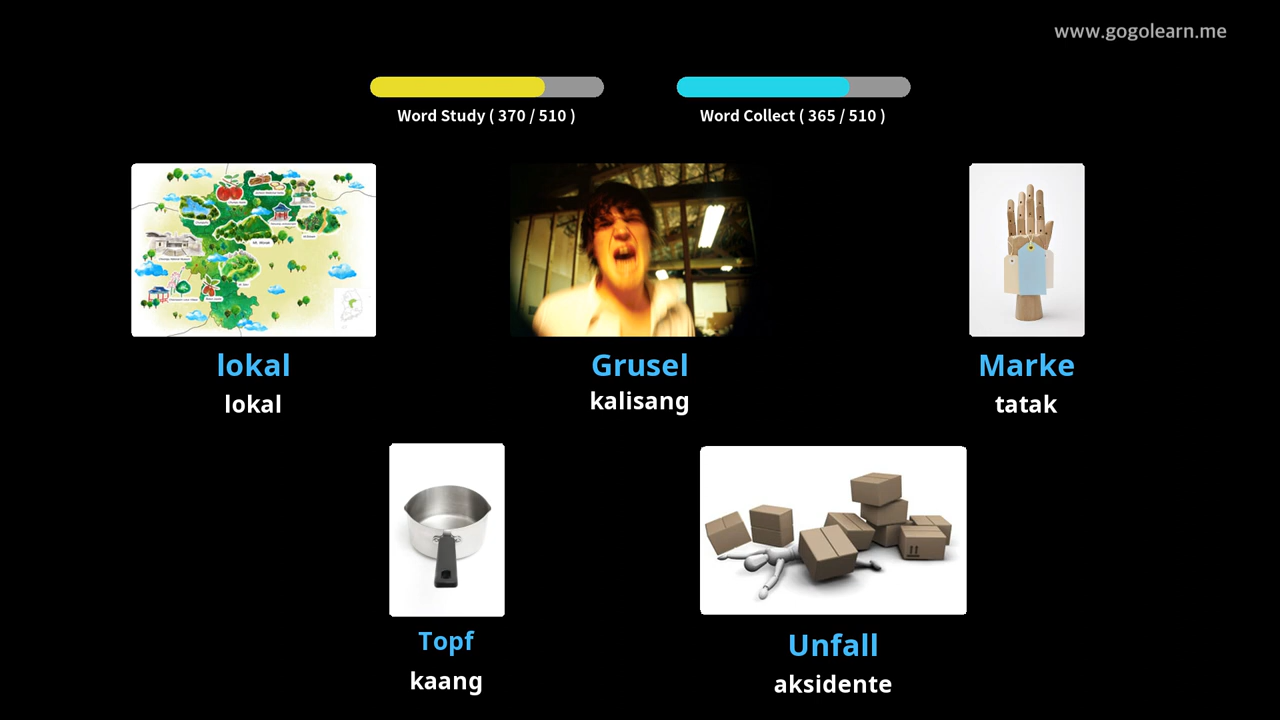 www.gogolearn.me
Word Study ( 370 / 510 )
Word Collect ( 365 / 510 )
lokal
lokal
Grusel
kalisang
Marke
tatak
Topf
kaang
Unfall
aksidente